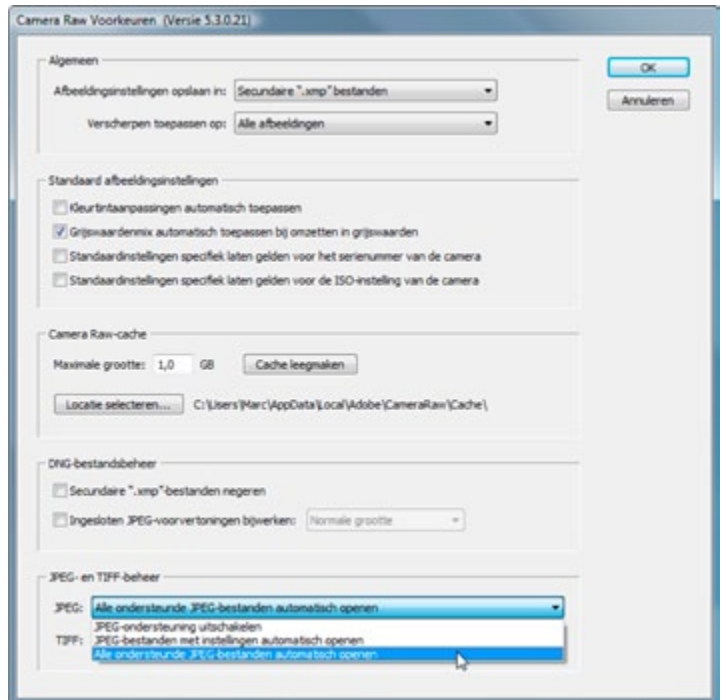 Camera Raw Voorkeuren (Versie 5.3.0.21)
Algemeen
Afbeeldingsinstellingen opslaan in: Secundaire ".xmp" bestanden
Verscherpen toepassen op: Alle afbeeldingen
OK
Annuleren
Standaard afbeeldingsinstellingen
Kleurtintaanpassingen automatisch toepassen
Grijswaardenmix automatisch toepassen bij omzetten in grijswaarden
Standaardinstellingen specifiek laten gelden voor het serienummer van de camera
Standaardinstellingen specifiek laten gelden voor de ISO-instelling van de camera
Camera Raw-cache
Maximale grootte: 1,0 GB Cache leegmaken
Locatie selecteren... C:\Users\Marc\AppData\Local\Adobe\CameraRaw\Cache\
DNG-bestandsbeheer
Secundaire ".xmp"-bestanden negeren
Ingesloten JPEG-voorvertoningen bijwerken: Normale grootte
JPEG- en TIFF-beheer
JPEG: Alle ondersteunde JPEG-bestanden automatisch openen
JPEG-ondersteuning uitschakelen
TIFF: JPEG-bestanden met instellingen automatisch openen
Alle ondersteunde JPEG-bestanden automatisch openen